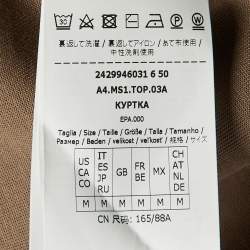 裏返して洗濯 / 裏返してアイロン / あて布使用 /
中性洗剤使用
2429946031 6 50
A4.MS1.TOP.03A
КУРТКА
EPA.000
Taglia / Size / Taille / Größe / Talla / Tamanho /
Размер / Beden / velikost / veľkosť / 规格 / サイズ
US CA CO
IT ES JP RC
GB
FR BE
MX
CH AT NL DE
M M M M M M
CN 尺码: 165/88A